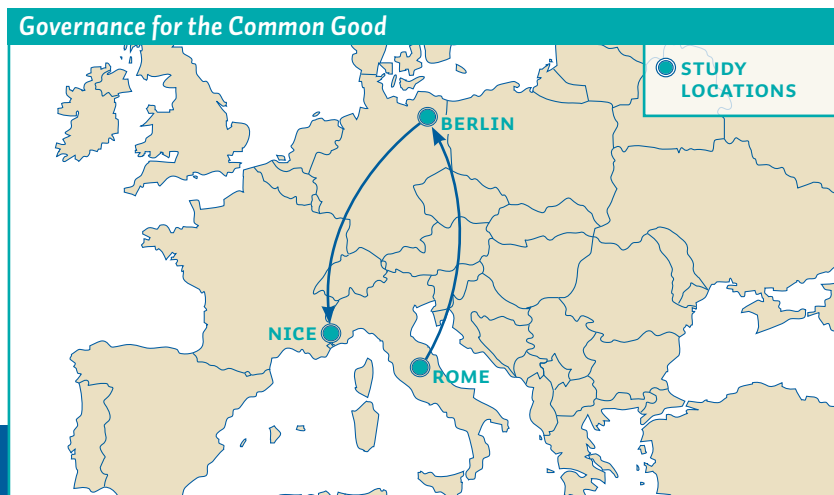 Governance for the Common Good
STUDY
LOCATIONS
BERLIN
NICE
ROME